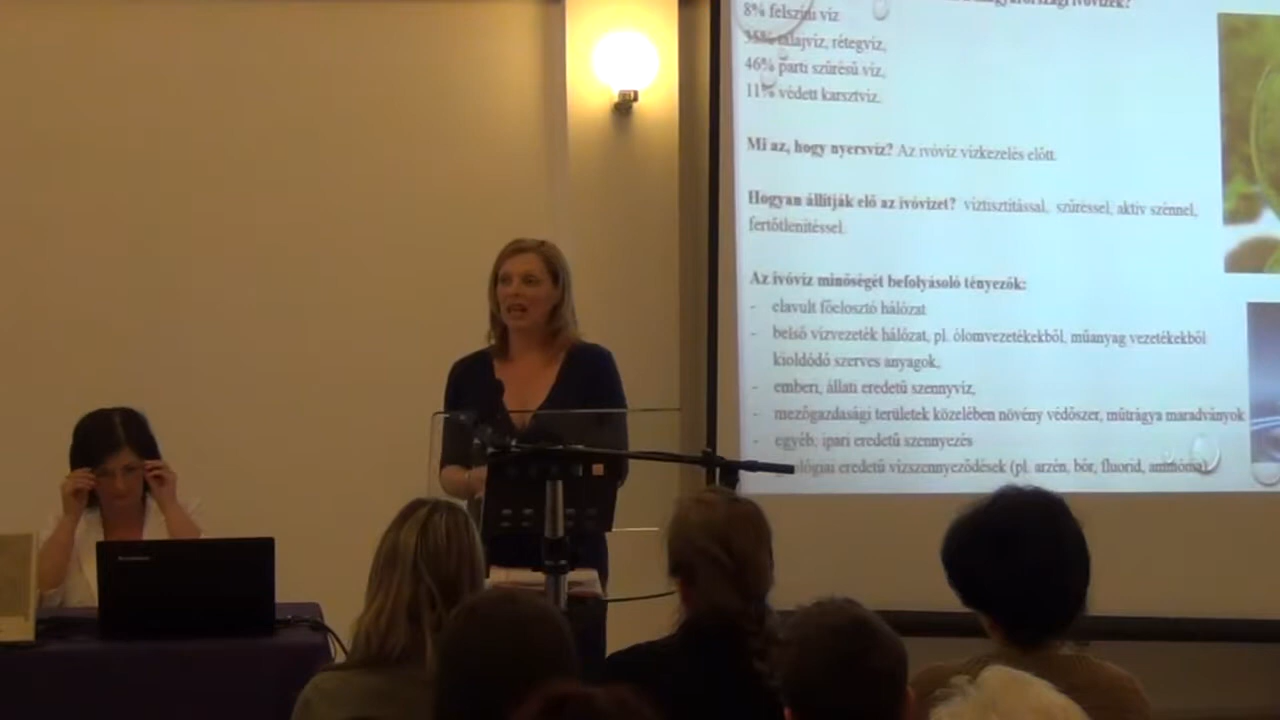 magyarországi ivóvizek?
8% felszíni víz
35% talajvíz, rétegvíz,
46% parti szűrésű víz,
11% védett karsztvíz.
Mi az, hogy nyersvíz? Az ivóvíz vízkezelés előtt.
Hogyan állítják elő az ivóvizet? víztisztítással, szűréssel, aktív szénnel,
fertőtlenítéssel.
Az ivóvíz minőségét befolyásoló tényezők:
- elavult főelosztó hálózat
- belső vízvezeték hálózat, pl. ólomvezetékekből, műanyag vezetékekből
kioldódó szerves anyagok,
- emberi, állati eredetű szennyvíz,
- mezőgazdasági területek közelében növény védőszer, műtrágya maradványok
- egyéb, ipari eredetű szennyezés
eredetű vízszennyeződések (pl. arzén, bór, fluorid, ammónia)